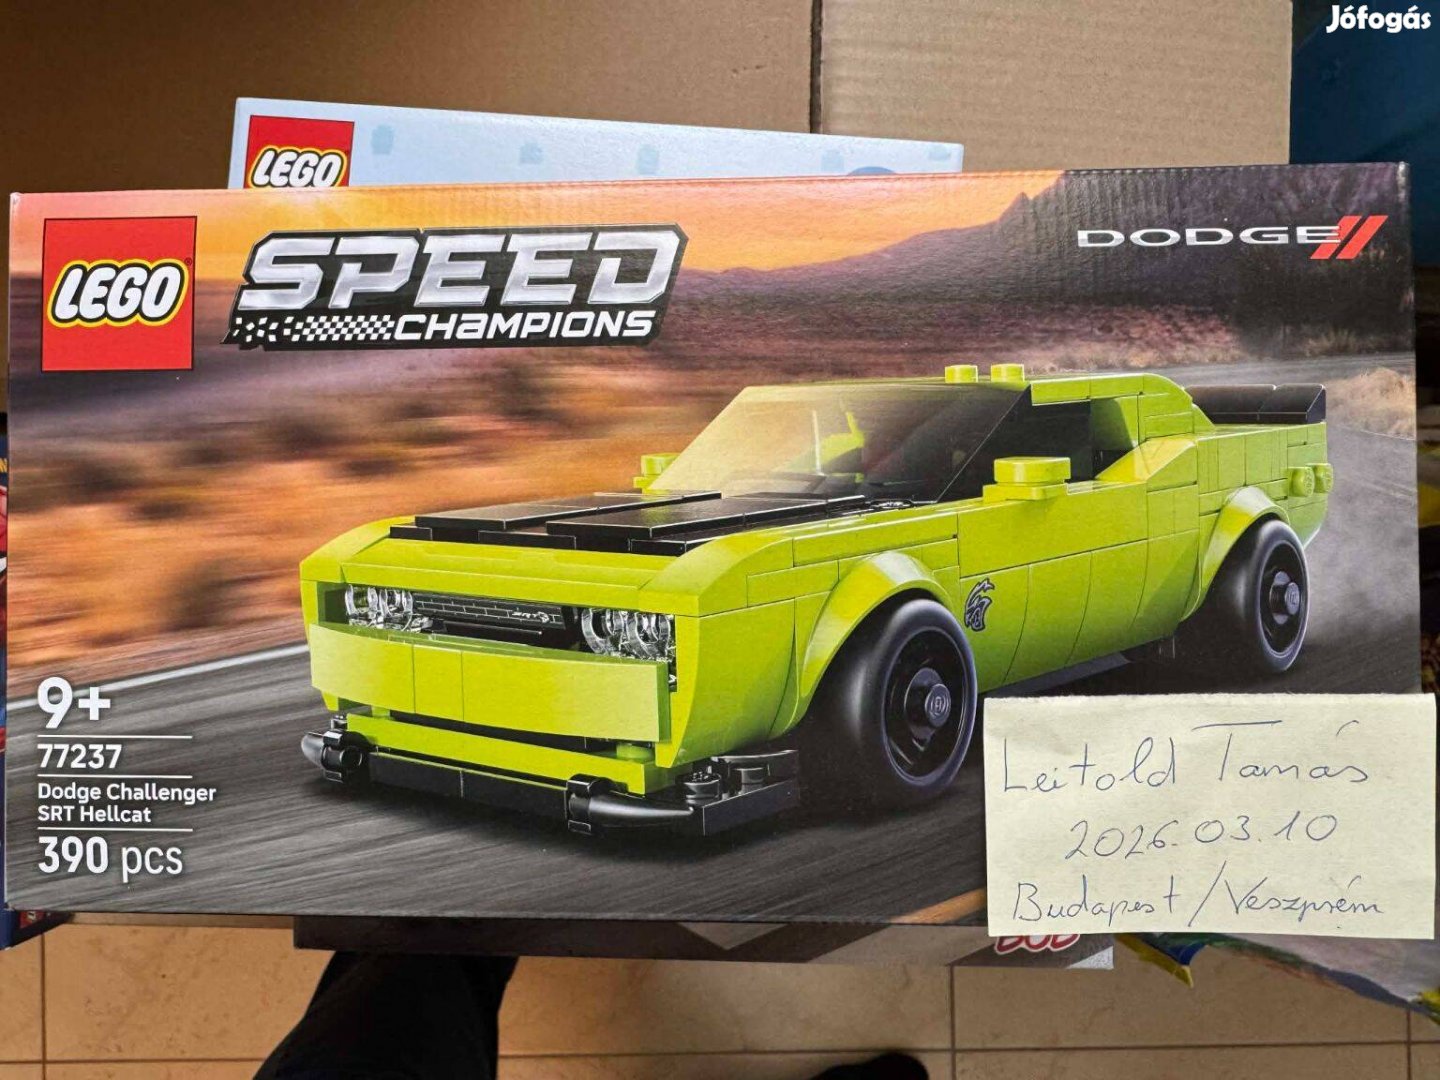 Jófogás
LEGO
LEGO
SPEED
CHAMPIONS
DODGE
9+
77237
Dodge Challenger
SRT Hellcat
390 pcs
Leitold Tamás
2026.03.10
Budapest/Veszprém